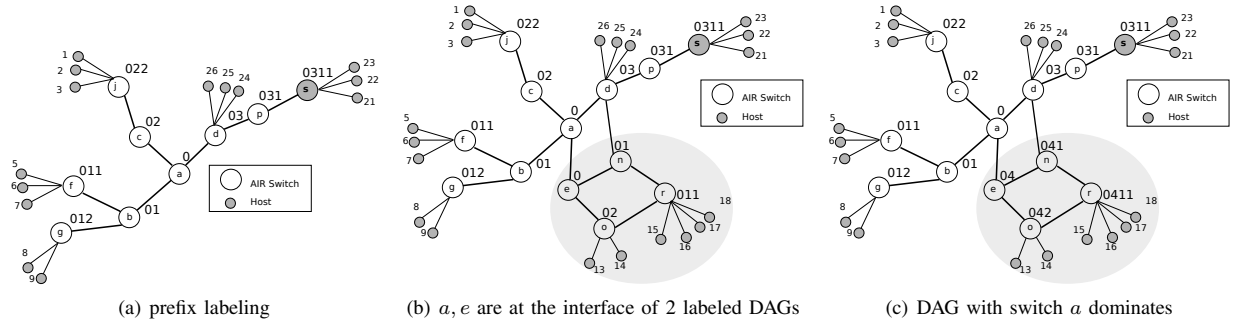 1
2
3
022
j
02
c
0
a
26
25
24
03
d
031
p
0311
s
23
22
21
5
6
7
011
f
012
g
01
b
8
9
AIR Switch
Host
(a) prefix labeling
1
2
3
022
j
02
c
0
a
26
25
24
03
d
031
p
0311
s
23
22
21
5
6
7
011
f
012
g
01
b
8
9
AIR Switch
Host
01
n
0
e
02
o
011
r
13
14
15
16
17
18
(b) a, e are at the interface of 2 labeled DAGs
1
2
3
022
j
02
c
0
a
26
25
24
03
d
031
p
0311
s
23
22
21
5
6
7
011
f
012
g
01
b
8
9
AIR Switch
Host
041
n
04
e
042
o
0411
r
13
14
15
16
17
18
(c) DAG with switch a dominates